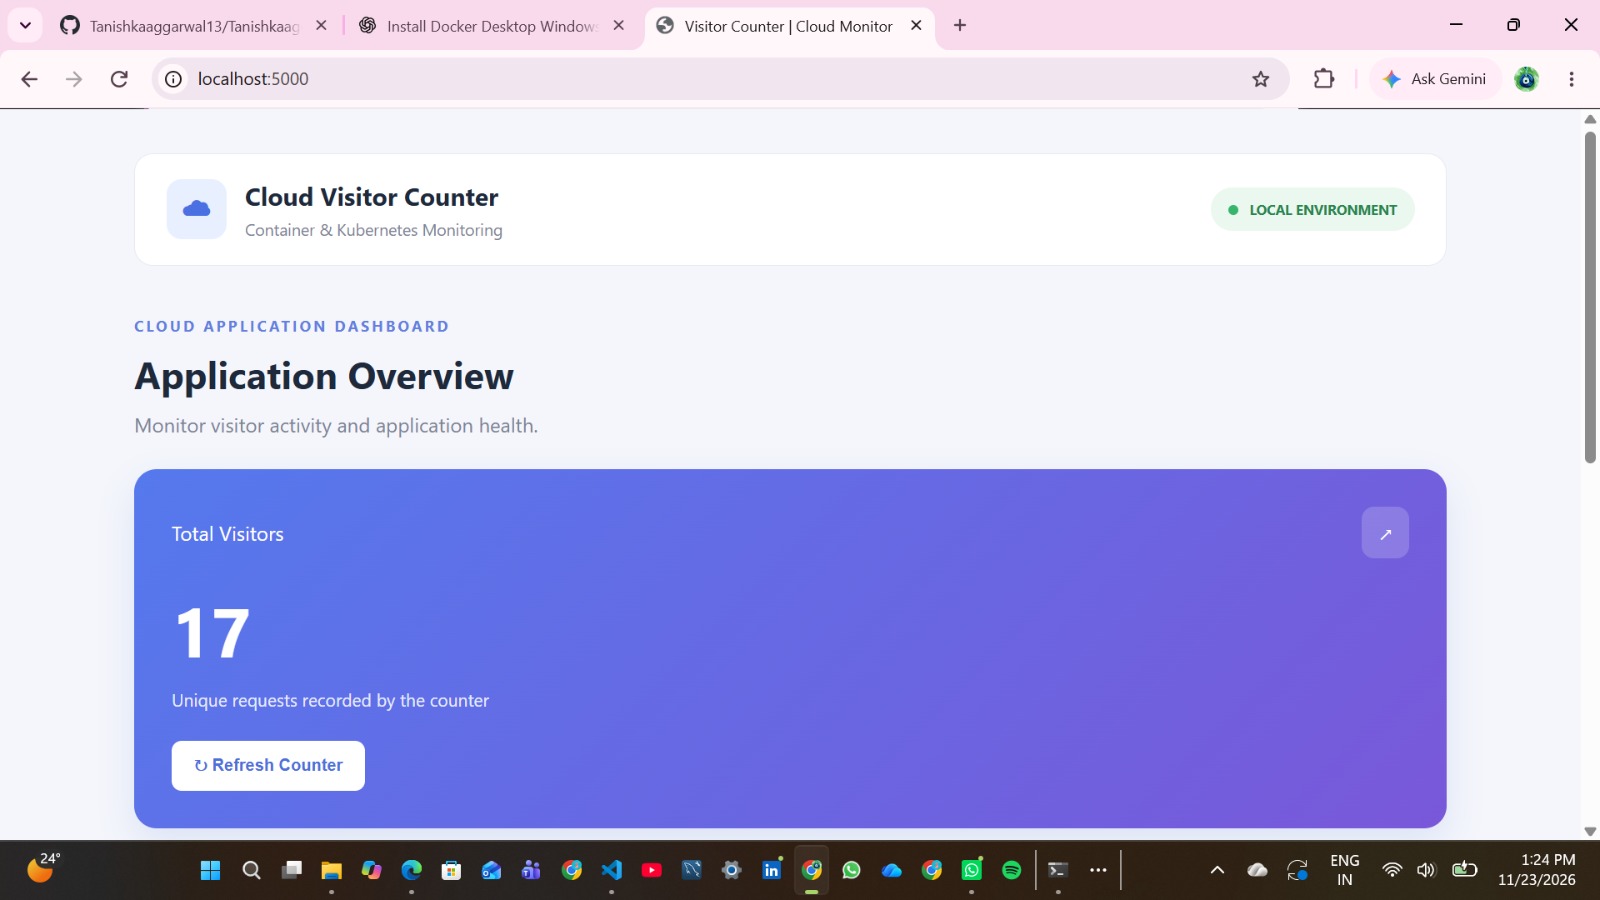 Tanishkaaggarwal13/Tanishkaag
Install Docker Desktop Windows
Visitor Counter | Cloud Monitor
localhost:5000
Ask Gemini
Cloud Visitor Counter
Container & Kubernetes Monitoring
LOCAL ENVIRONMENT
CLOUD APPLICATION DASHBOARD
Application Overview
Monitor visitor activity and application health.
Total Visitors
↗
17
Unique requests recorded by the counter
↻ Refresh Counter
24°
ENG
IN
1:24 PM
11/23/2026